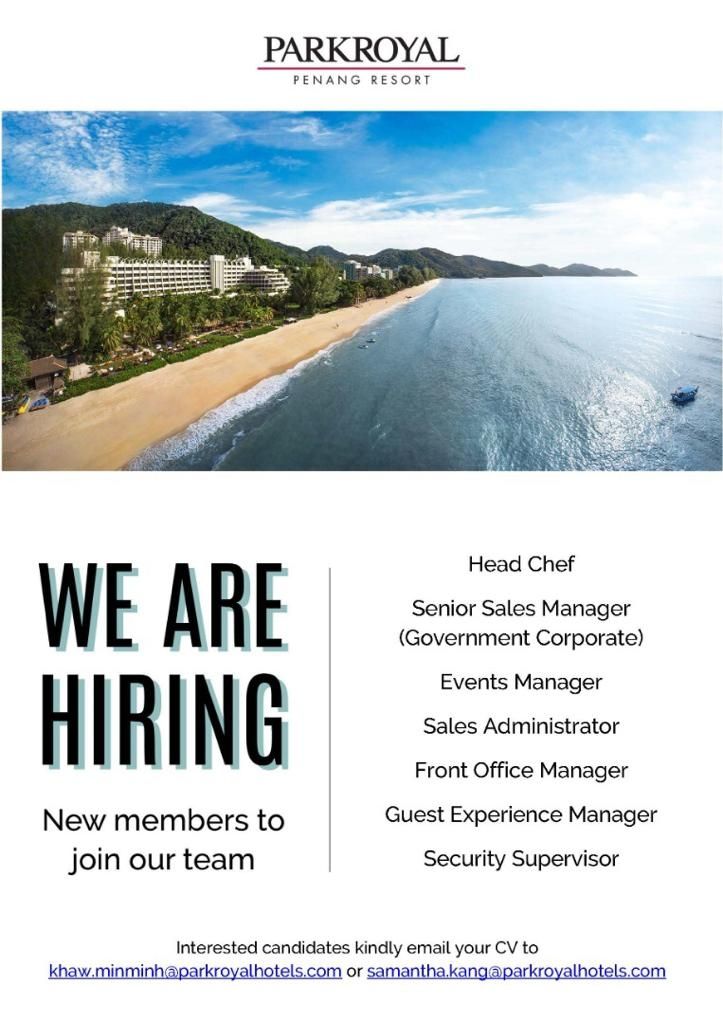 PARKROYAL
PENANG RESORT
WE ARE
HIRING
New members to
join our team
Head Chef
Senior Sales Manager
(Government Corporate)
Events Manager
Sales Administrator
Front Office Manager
Guest Experience Manager
Security Supervisor
Interested candidates kindly email your CV to
khaw.minminh@parkroyalhotels.com or samantha.kang@parkroyalhotels.com